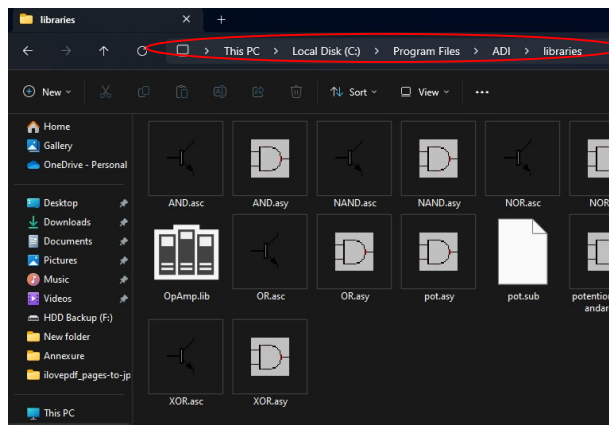 libraries
This PC > Local Disk (C:) > Program Files > ADI > libraries
New
Sort
View
Home
Gallery
OneDrive - Personal
Desktop
Downloads
Documents
Pictures
Music
Videos
HDD Backup (F:)
New folder
Annexure
ilovepdf_pages-to-jp
This PC
AND.asc AND.asy NAND.asc NAND.asy NOR.asc NOR
OpAmp.lib OR.asc OR.asy pot.asy pot.sub potention
andar
XOR.asc XOR.asy